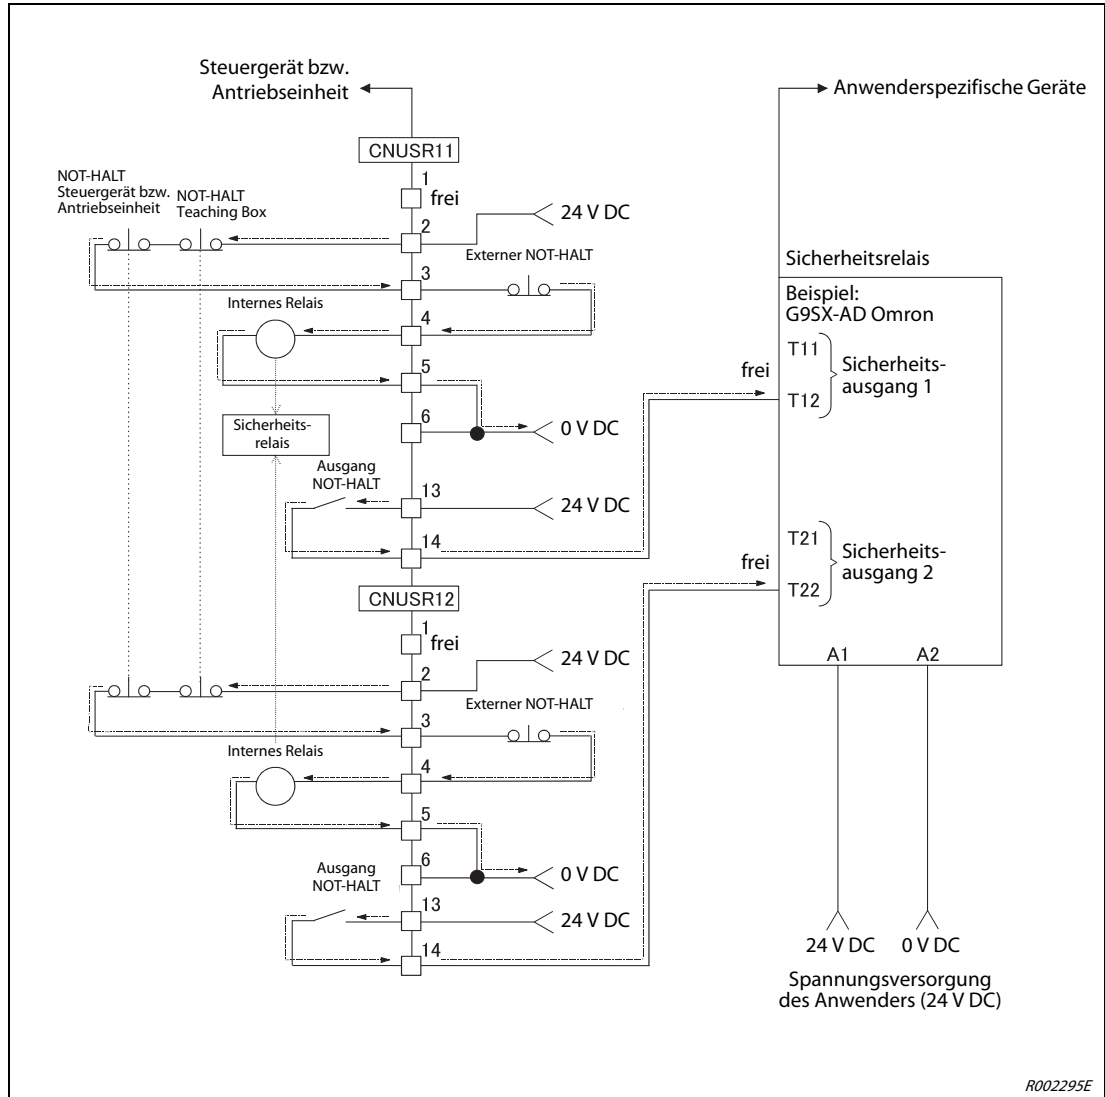 Steuergerät bzw.
Antriebseinheit
Anwenderspezifische Geräte
CNUSR11
NOT-HALT
Steuergerät bzw.
Antriebseinheit
NOT-HALT
Teaching Box
1
frei
2
24 V DC
3
Externer NOT-HALT
Internes Relais
4
5
6
0 V DC
Sicherheits-
relais
Ausgang
NOT-HALT
13
24 V DC
14
Sicherheitsrelais
Beispiel:
G9SX-AD Omron
T11
T12
Sicherheits-
ausgang 1
frei
T21
T22
Sicherheits-
ausgang 2
frei
A1
A2
CNUSR12
1
frei
2
24 V DC
3
Externer NOT-HALT
Internes Relais
4
5
6
0 V DC
Ausgang
NOT-HALT
13
24 V DC
14
24 V DC
0 V DC
Spannungsversorgung
des Anwenders (24 V DC)
R002295E